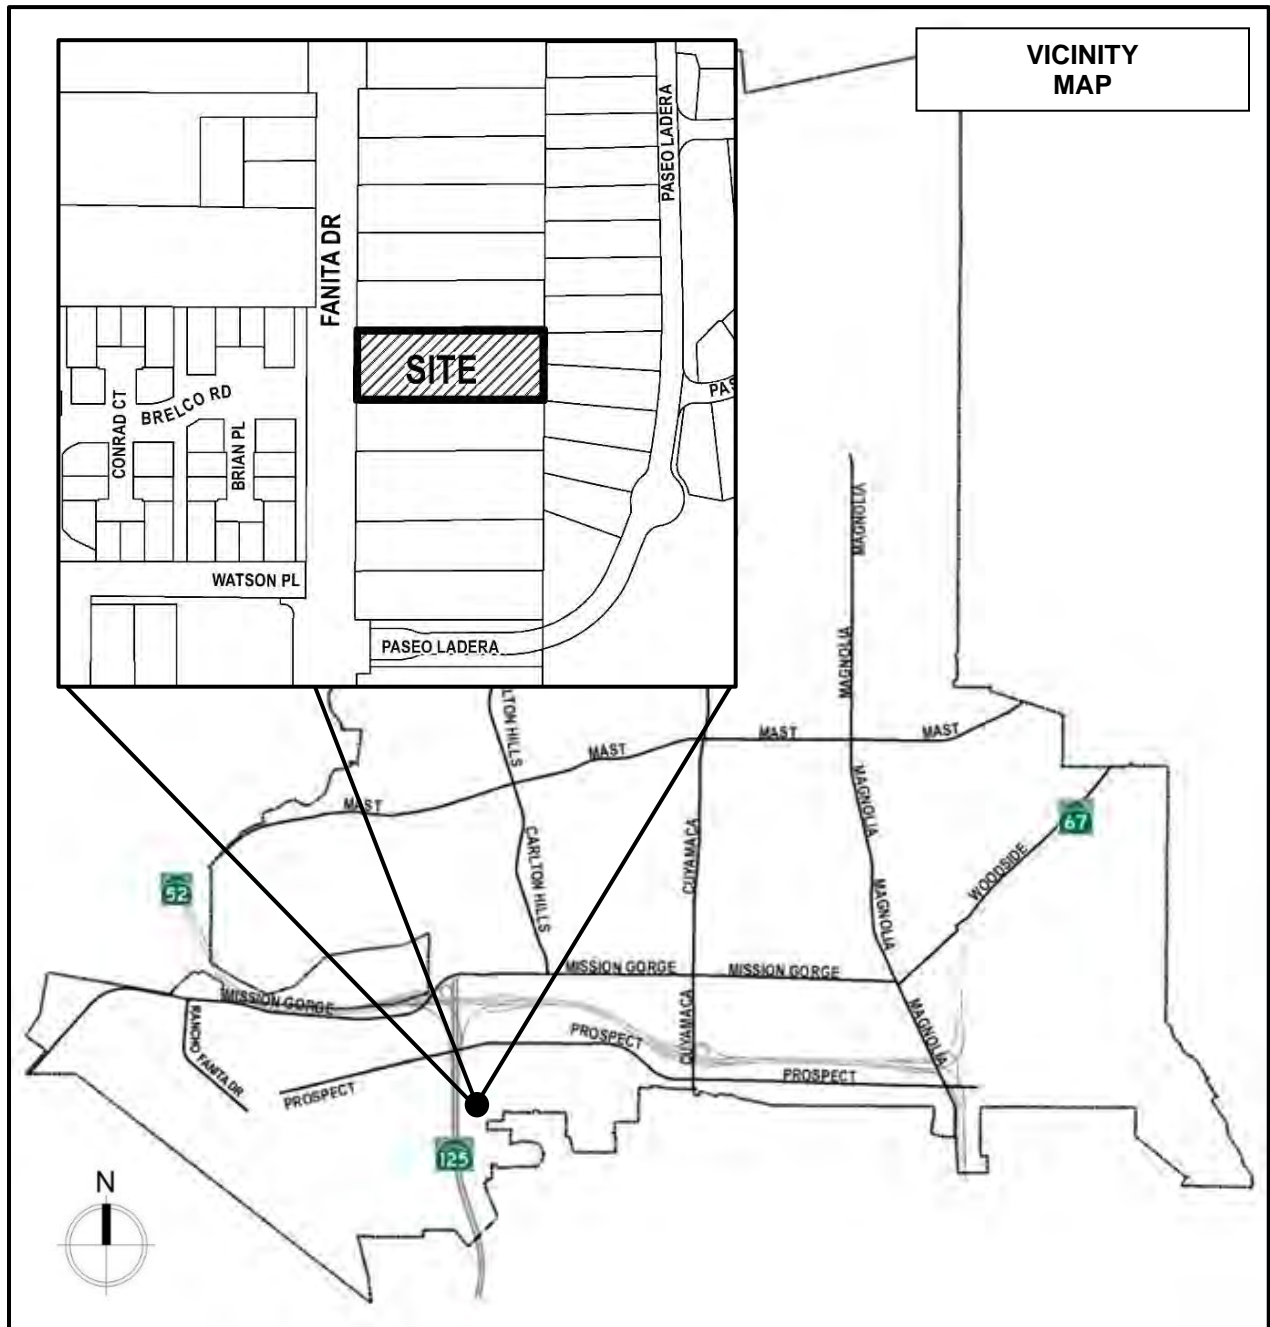 VICINITY
MAP
PASEO LADERA
FANITA DR
SITE
PAS
BRELCO RD
CONRAD CT
BRIAN PL
WATSON PL
PASEO LADERA
MAGNOLIA
MAGNOLIA
LTON HILLS
MAST
MAST
MAST
MAST
MAGNOLIA
67
CUYAMACA
CARLTON HILLS
WOODSIDE
52
MAGNOLIA
MISSION GORGE
MISSION GORGE
MISSION GORGE
RANCHO FANITA DR
CUYAMACA
MAGNOLIA
PROSPECT
PROSPECT
PROSPECT
125
N